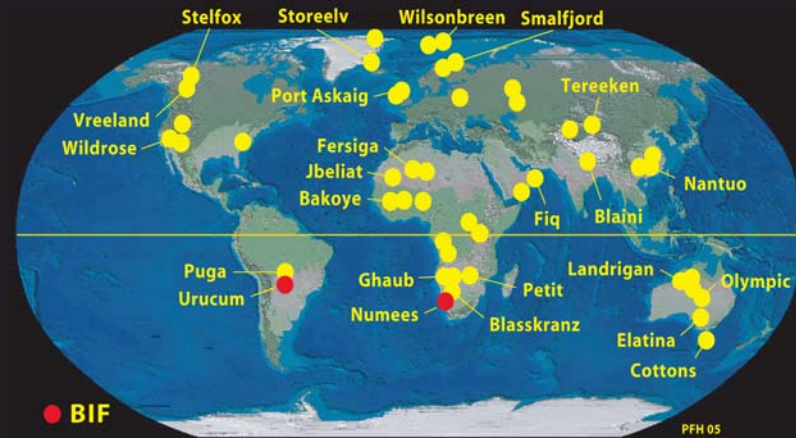 Stelfox
Storeelv
Wilsonbreen
Smalfjord
Port Askaig
Tereeken
Vreeland
Wildrose
Fersiga
Jbeliat
Bakoye
Fiq
Blaini
Nantuo
Puga
Urucum
Ghaub
Petit
Numees
Blasskranz
Landrigan
Olympic
Elatina
Cottons
BIF
PFH 05